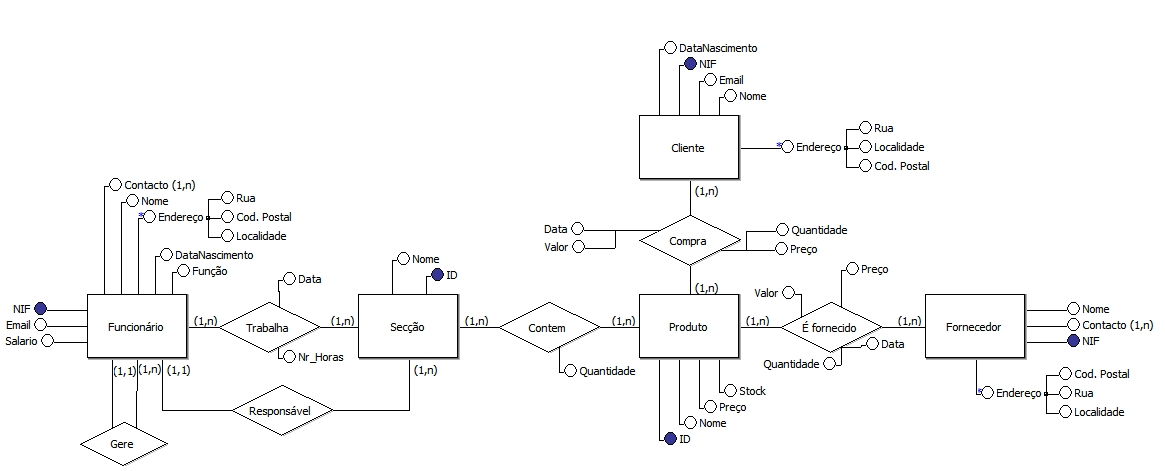 DataNascimento
NIF
Email
Nome
Cliente
* Endereço
Rua
Localidade
Cod. Postal
(1,n)
Data
Valor
Compra
Quantidade
Preço
(1,n)
Contacto (1,n)
Nome
* Endereço
Rua
Cod. Postal
Localidade
DataNascimento
Função
NIF
Email
Salario
Funcionário
(1,n)
Data
Trabalha
Nr_Horas
(1,n)
Nome
ID
Secção
(1,n)
Contem
Quantidade
(1,n)
Produto
(1,n)
Valor
Preço
É fornecido
Quantidade
Data
(1,n)
Fornecedor
Nome
Contacto (1,n)
NIF
* Endereço
Cod. Postal
Rua
Localidade
(1,1)
(1,n)
(1,1)
Gere
Responsável
(1,n)
Stock
Preço
Nome
ID